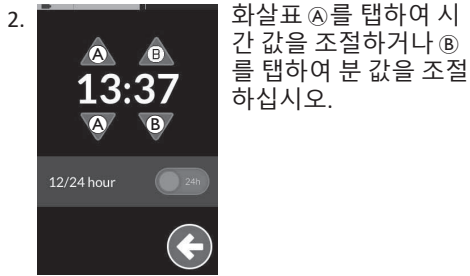 2.
화살표 Ⓐ를 탭하여 시
간 값을 조절하거나 Ⓑ
를 탭하여 분 값을 조절
하십시오.
A B
13:37
A B
12/24 hour 24h